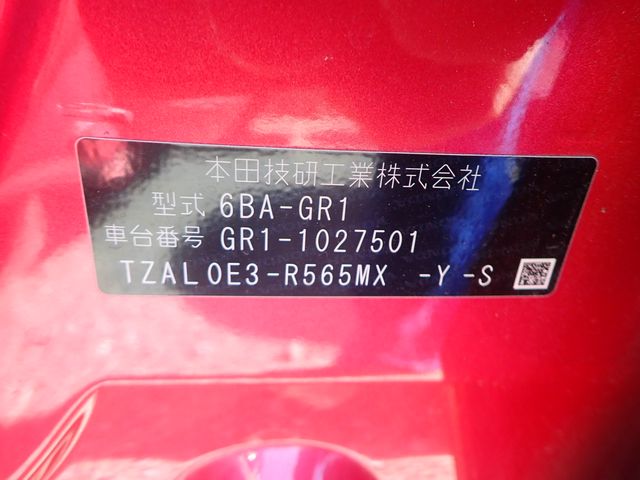 本田技研工業株式会社
型式 6BA-GR1
車台番号 GR1-1027501
TZAL0E3-R565MX -Y-S